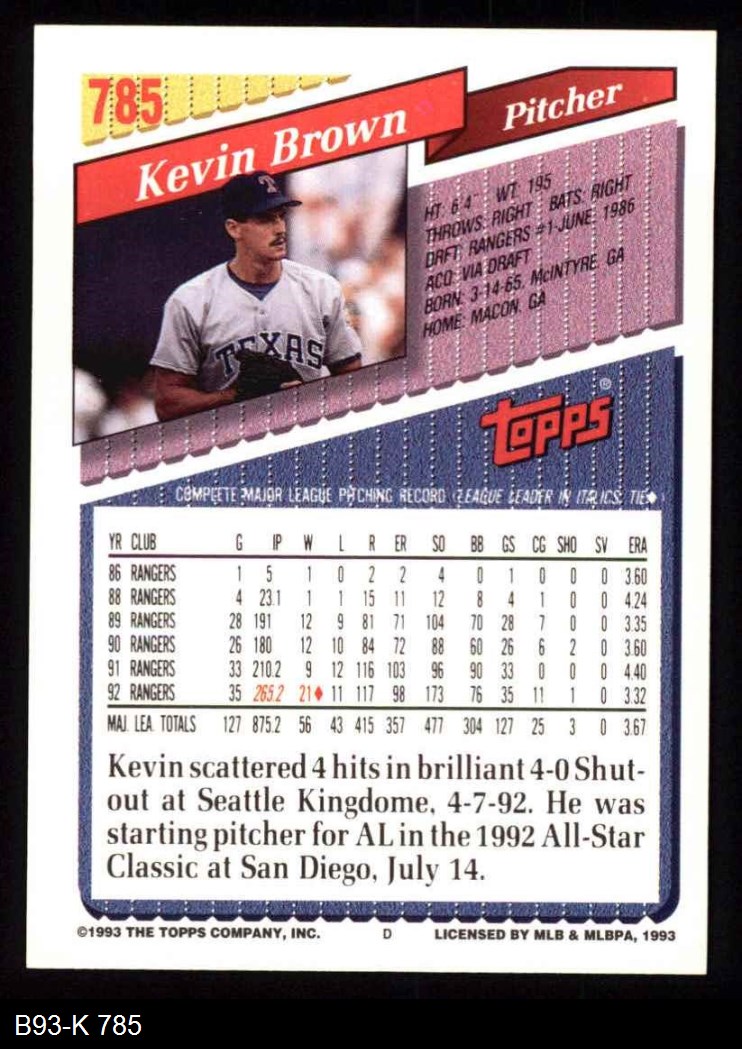 785
Kevin Brown
Pitcher
TEXAS
HT: 6'4" WT: 195
THROWS: RIGHT BATS: RIGHT
DRFT: RANGERS #1-JUNE, 1986
ACQ: VIA DRAFT
BORN: 3-14-65, McINTYRE, GA
HOME: MACON, GA
topps®
COMPLETE MAJOR LEAGUE PITCHING RECORD (LEAGUE LEADER IN ITALICS, TIE♦)
YR CLUB G IP W L R ER SO BB GS CG SHO SV ERA
86 RANGERS 1 5 1 0 2 2 4 0 1 0 0 0 3.60
88 RANGERS 4 23.1 1 1 15 11 12 8 4 1 0 0 4.24
89 RANGERS 28 191 12 9 81 71 104 70 28 7 0 0 3.35
90 RANGERS 26 180 12 10 84 72 88 60 26 6 2 0 3.60
91 RANGERS 33 210.2 9 12 116 103 96 90 33 0 0 0 4.40
92 RANGERS 35 265.2 21♦ 11 117 98 173 76 35 11 1 0 3.32
MAJ. LEA. TOTALS 127 875.2 56 43 415 357 477 304 127 25 3 0 3.67
Kevin scattered 4 hits in brilliant 4-0 Shut-
out at Seattle Kingdome, 4-7-92. He was
starting pitcher for AL in the 1992 All-Star
Classic at San Diego, July 14.
©1993 THE TOPPS COMPANY, INC. D LICENSED BY MLB & MLBPA, 1993
B93-K 785